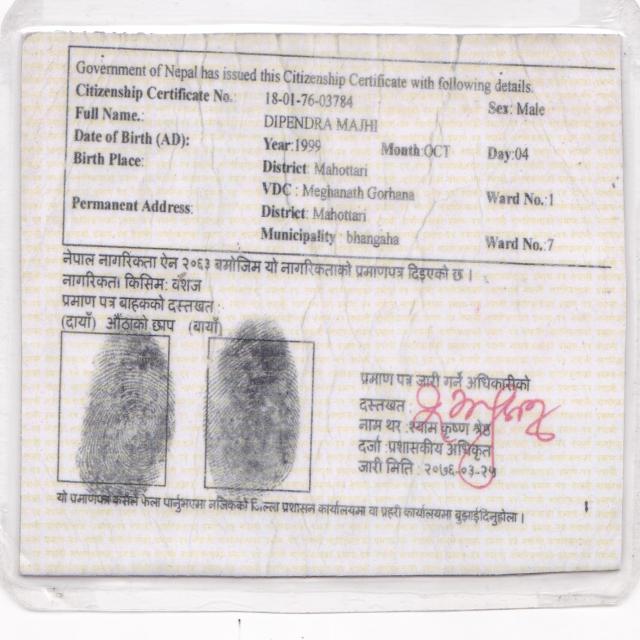 Government of Nepal has issued this Citizenship Certificate with following details.
Citizenship Certificate No.: 18-01-76-03784 Sex: Male
Full Name.: DIPENDRA MAJHI
Date of Birth (AD): Year:1999 Month:OCT Day:04
Birth Place: District: Mahottari
VDC : Meghanath Gorhana Ward No.:1
Permanent Address: District: Mahottari
Municipality : bhangaha Ward No.:7
नेपाल नागरिकता ऐन २०६३ बमोजिम यो नागरिकताको प्रमाणपत्र दिइएको छ ।
नागरिकता किसिम: वंशज
प्रमाण पत्र बाहकको दस्तखत :
(दायाँ) औंठाको छाप (बायाँ)
प्रमाण पत्र जारी गर्ने अधिकारीको
दस्तखत :
नाम थर : श्याम कृष्ण श्रेष्ठ
दर्जा : प्रशासकीय अधिकृत
जारी मिति : २०७६-०३-२५
यो प्रमाणपत्र कसैले फेला पार्नुभएमा नजिकको जिल्ला प्रशासन कार्यालयमा वा प्रहरी कार्यालयमा बुझाईदिनुहोला ।